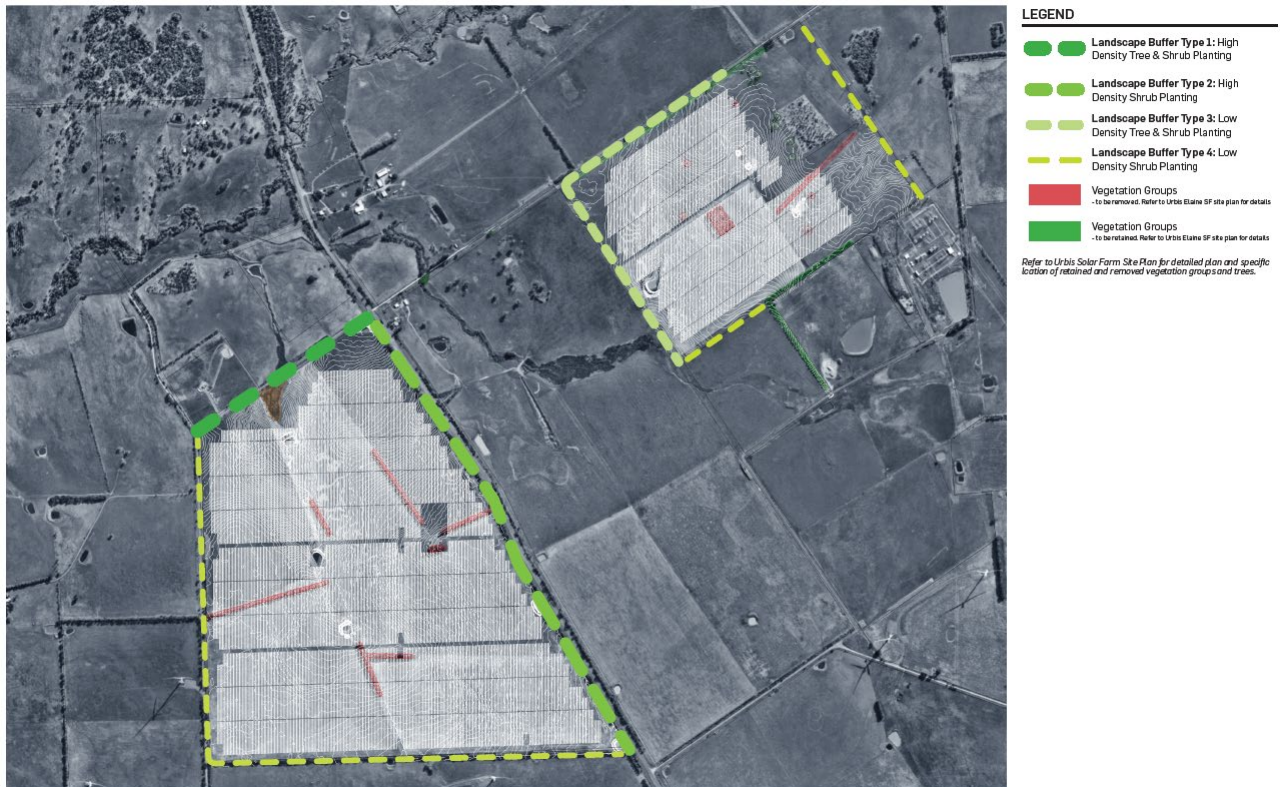 LEGEND
Landscape Buffer Type 1: High
Density Tree & Shrub Planting
Landscape Buffer Type 2: High
Density Shrub Planting
Landscape Buffer Type 3: Low
Density Tree & Shrub Planting
Landscape Buffer Type 4: Low
Density Shrub Planting
Vegetation Groups
- to be removed. Refer to Urbis Elaine SF site plan for details
Vegetation Groups
- to be retained. Refer to Urbis Elaine SF site plan for details
Refer to Urbis Solar Farm Site Plan for detailed plan and specific
lcation of retained and removed vegetation groups and trees.